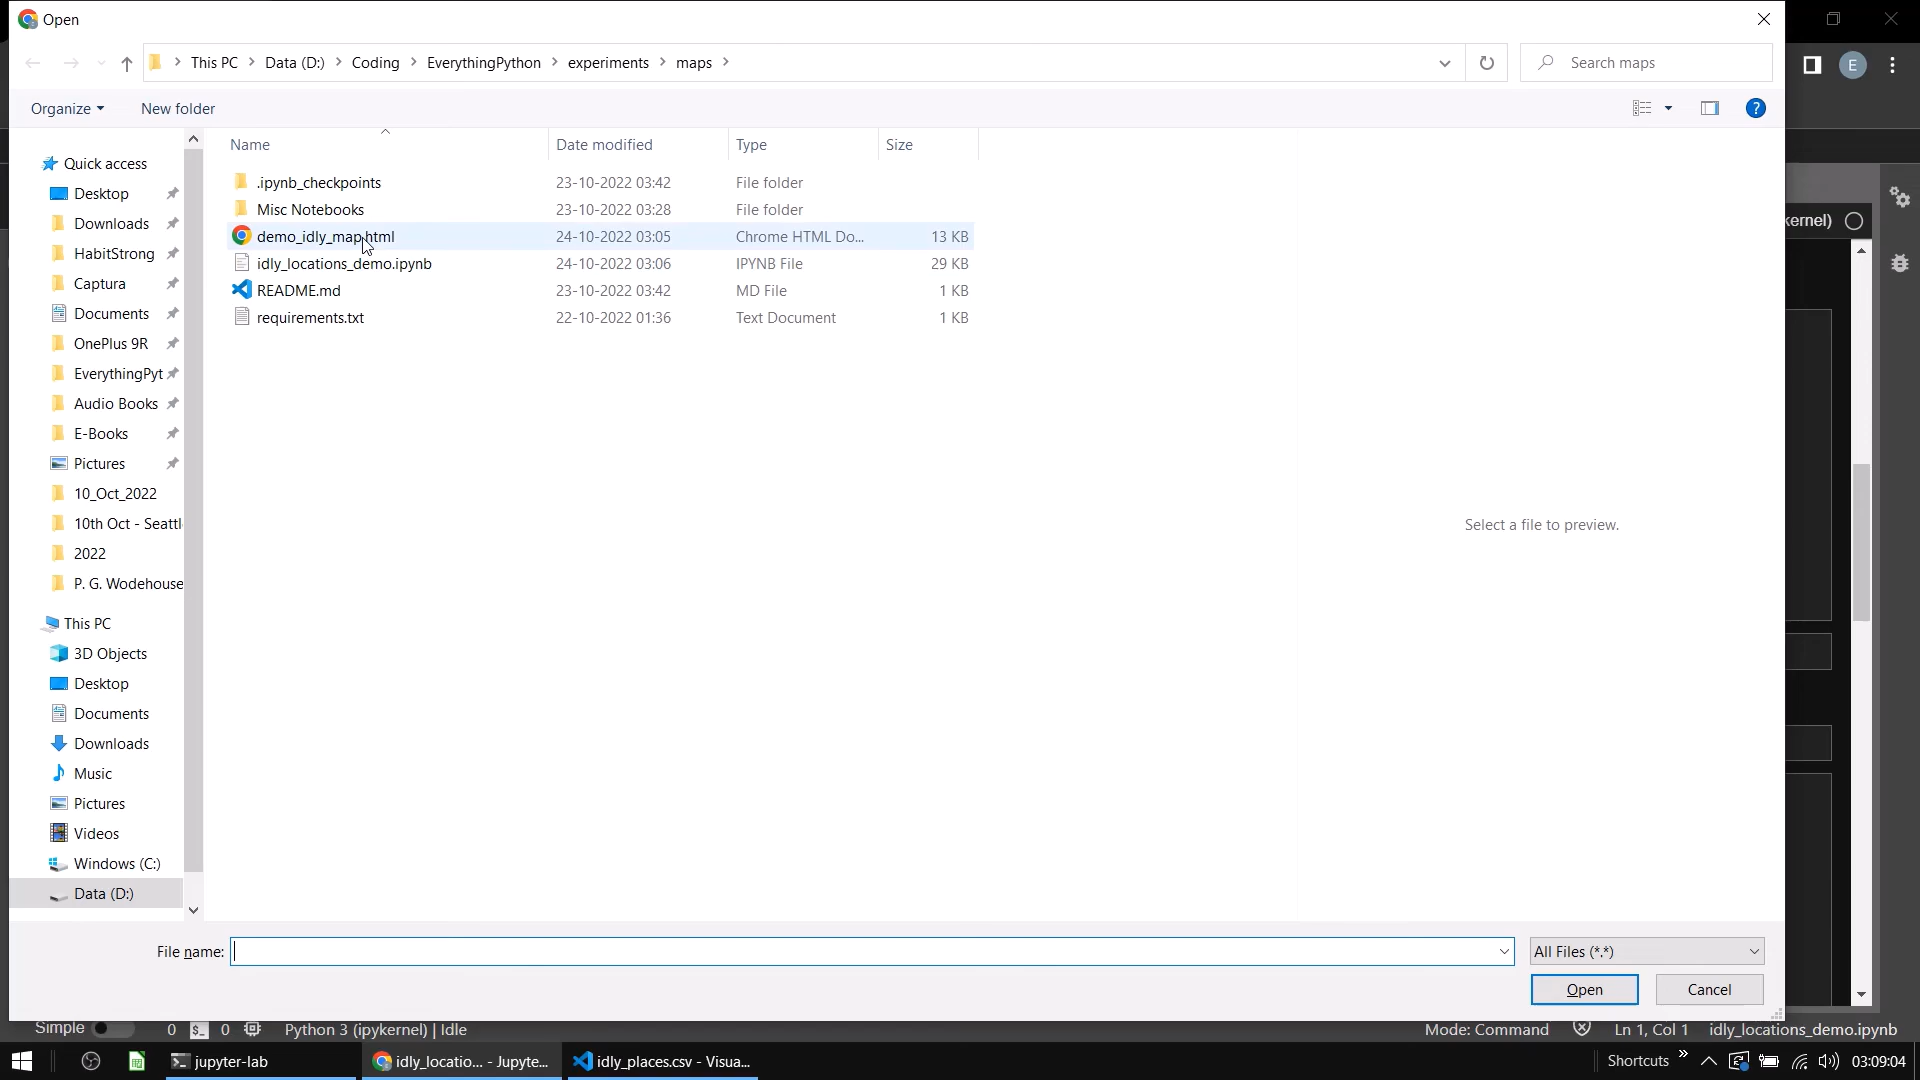 Open
This PC > Data (D:) > Coding > EverythingPython > experiments > maps >
Search maps
E
Organize
New folder
Name
Date modified
Type
Size
Quick access
Desktop
Downloads
HabitStrong
Captura
Documents
OnePlus 9R
EverythingPyt
Audio Books
E-Books
Pictures
10_Oct_2022
10th Oct - Seattl
2022
P. G. Wodehouse
This PC
3D Objects
Desktop
Documents
Downloads
Music
Pictures
Videos
Windows (C:)
Data (D:)
.ipynb_checkpoints 23-10-2022 03:42 File folder
Misc Notebooks 23-10-2022 03:28 File folder
demo_idly_map.html 24-10-2022 03:05 Chrome HTML Do... 13 KB
idly_locations_demo.ipynb 24-10-2022 03:06 IPYNB File 29 KB
README.md 23-10-2022 03:42 MD File 1 KB
requirements.txt 22-10-2022 01:36 Text Document 1 KB
Select a file to preview.
kernel)
File name:
All Files (*.*)
Open
Cancel
Simple 0 $_ 0 Python 3 (ipykernel) | Idle
Mode: Command Ln 1, Col 1 idly_locations_demo.ipynb
jupyter-lab
idly_locatio... - Jupyte...
idly_places.csv - Visua...
Shortcuts
03:09:04